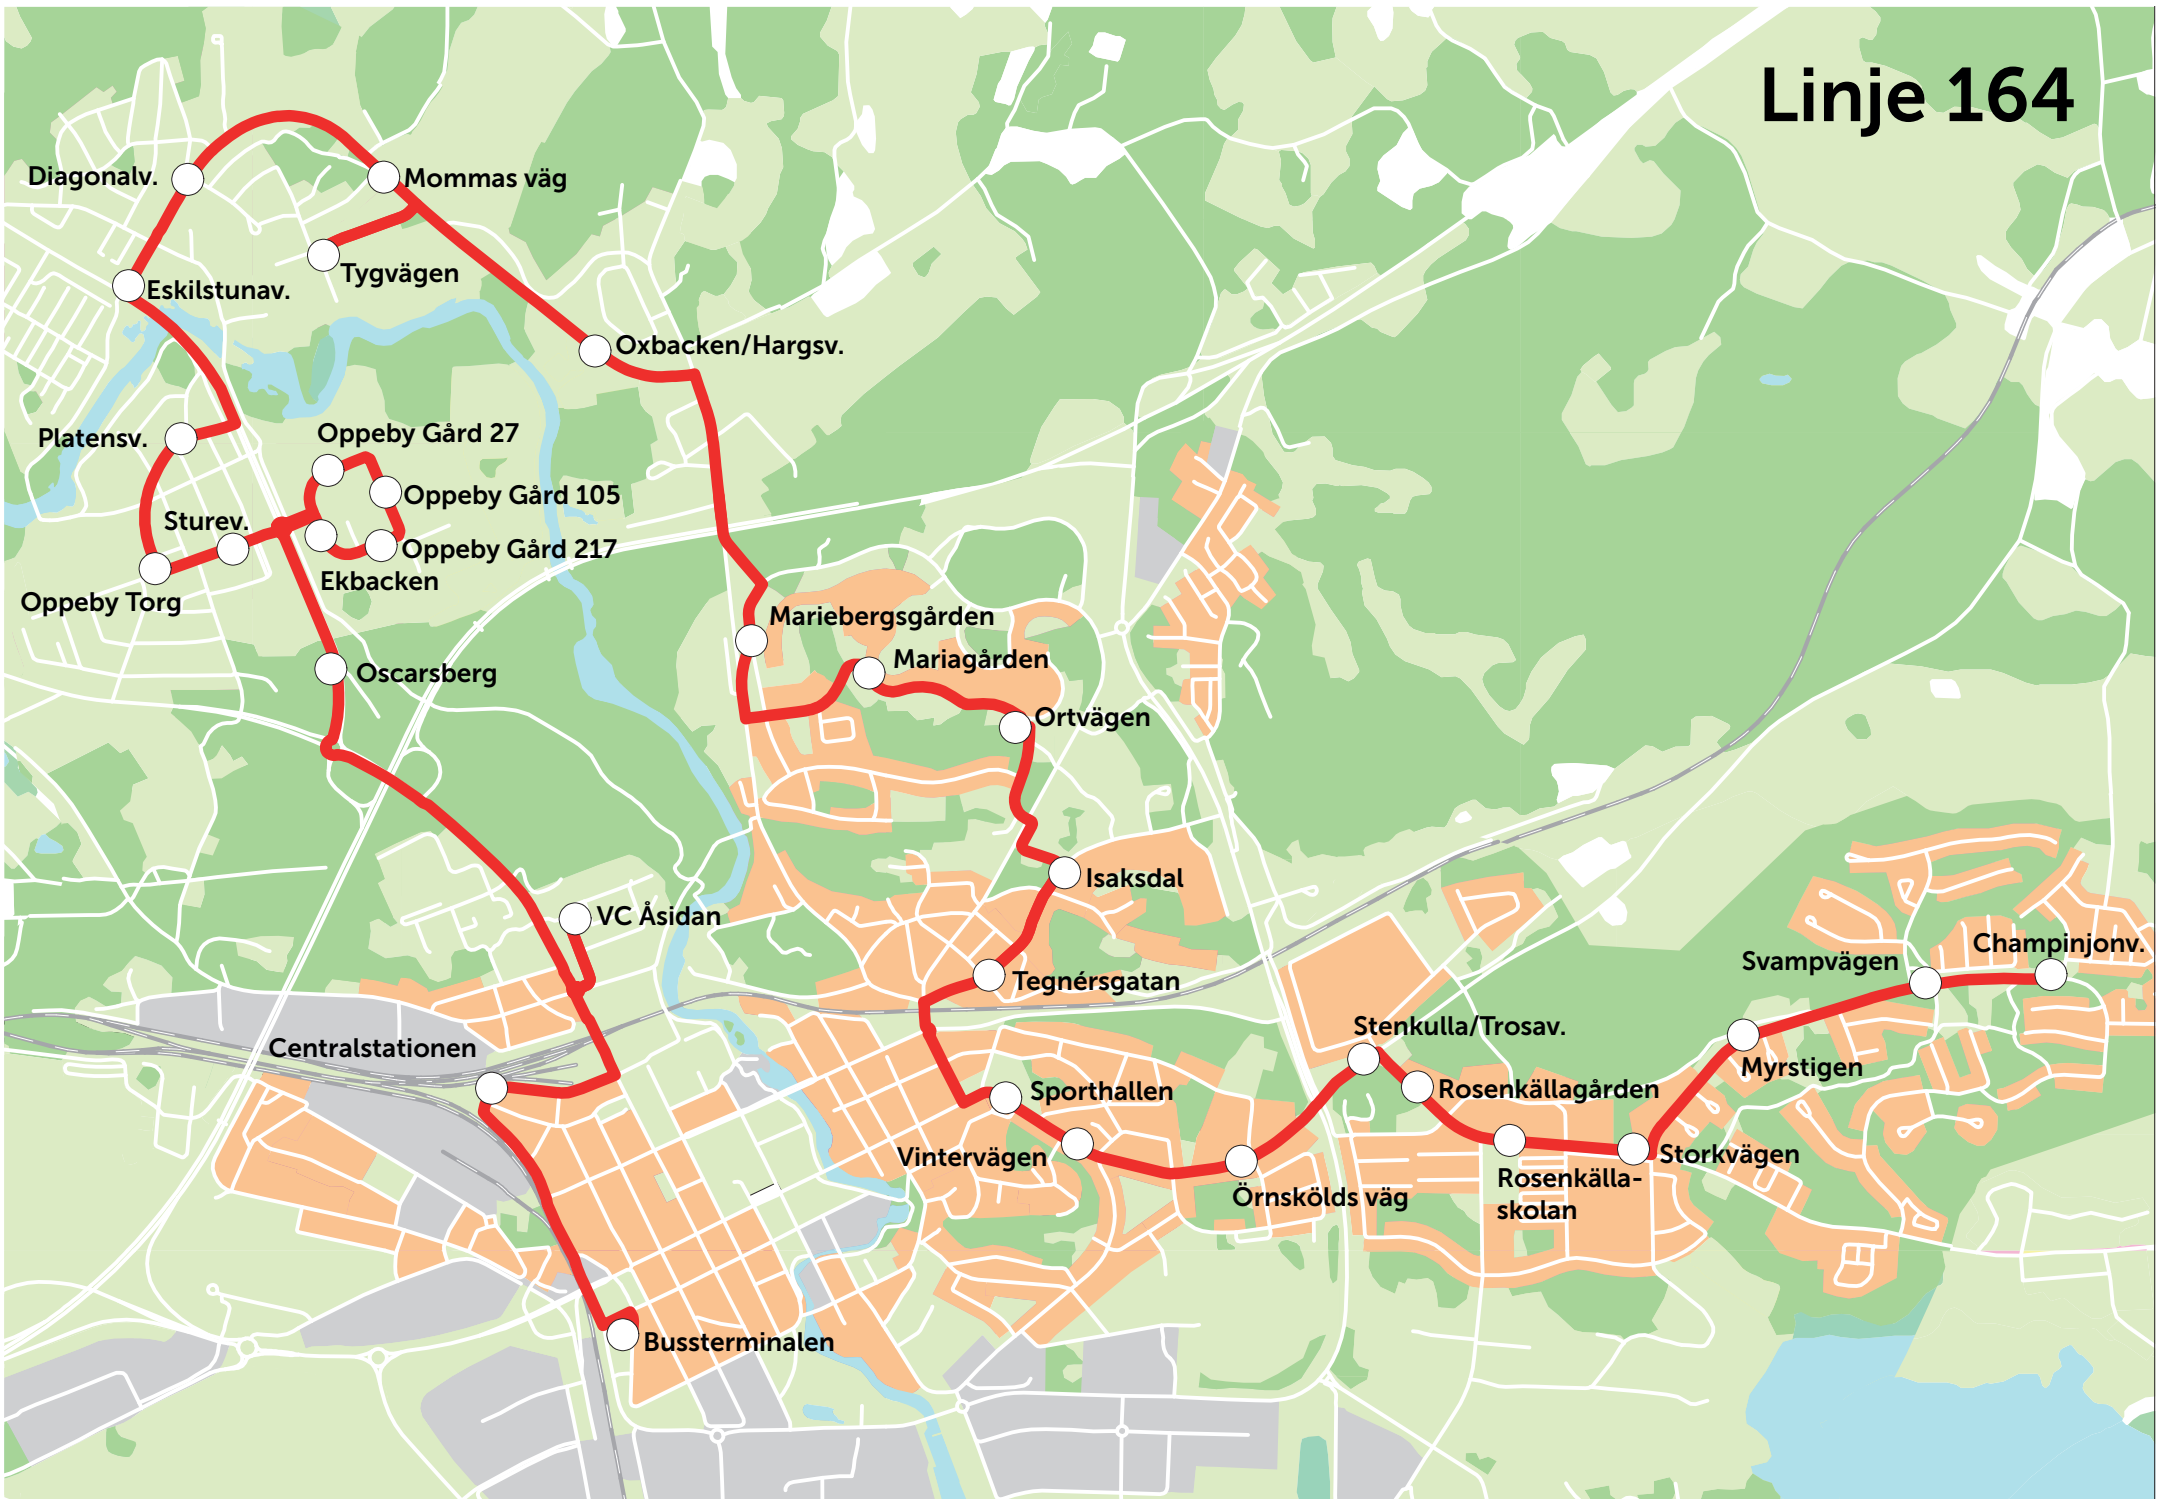 Linje 164
Diagonalv.
Mommas väg
Tygvägen
Eskilstunav.
Oxbacken/Hargsv.
Platensv.
Oppeby Gård 27
Oppeby Gård 105
Sturev.
Oppeby Gård 217
Ekbacken
Oppeby Torg
Mariebergsgården
Mariagården
Oscarsberg
Ortvägen
Isaksdal
VC Åsidan
Tegnérsgatan
Svampvägen
Champinjonv.
Centralstationen
Stenkulla/Trosav.
Myrstigen
Sporthallen
Rosenkällagården
Vintervägen
Storkvägen
Örnskölds väg
Rosenkälla-
skolan
Bussterminalen